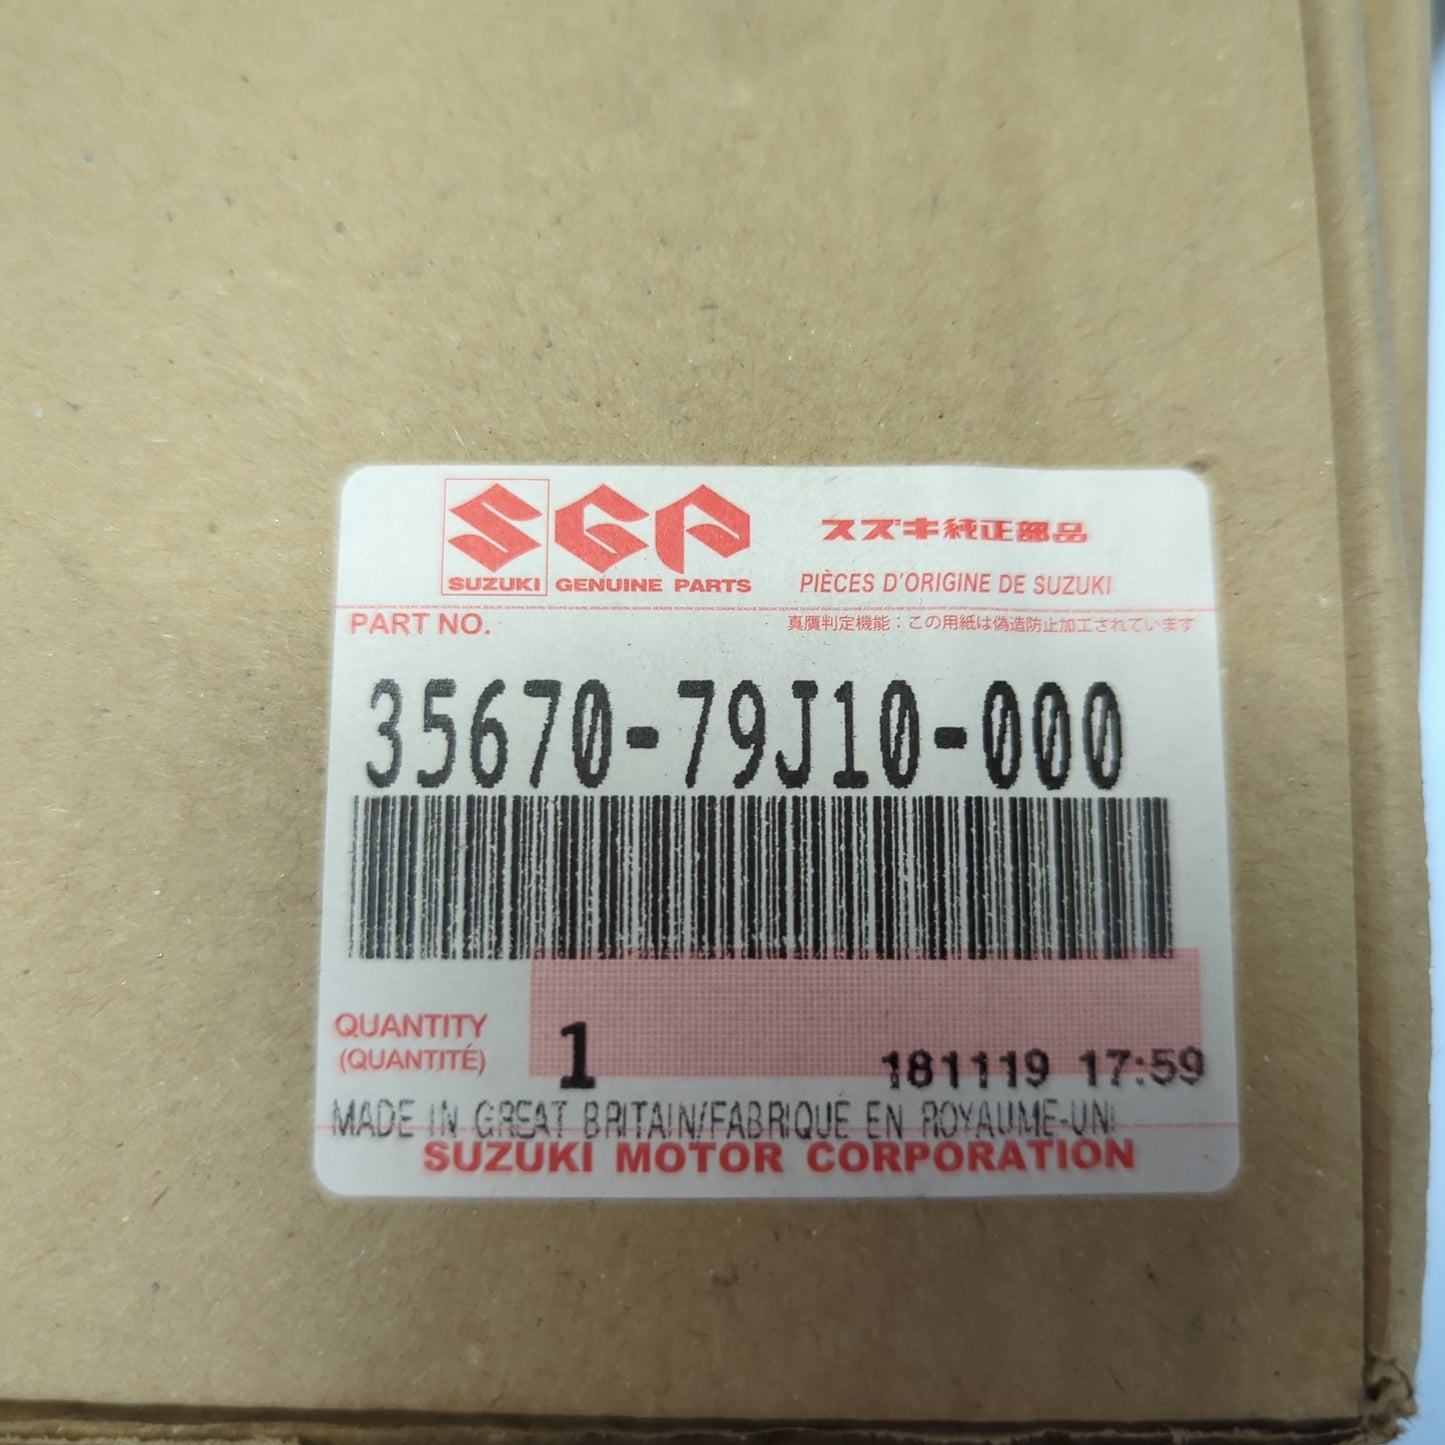 SUZUKI
SGP
GENUINE PARTS
スズキ純正部品
PIÈCES D'ORIGINE DE SUZUKI
PART NO.
真贋判定機能：この用紙は偽造防止加工されています
35670-79J10-000
QUANTITY
(QUANTITÉ)
1
181119 17:59
MADE IN GREAT BRITAIN/FABRIQUÉ EN ROYAUME-UNI
SUZUKI MOTOR CORPORATION